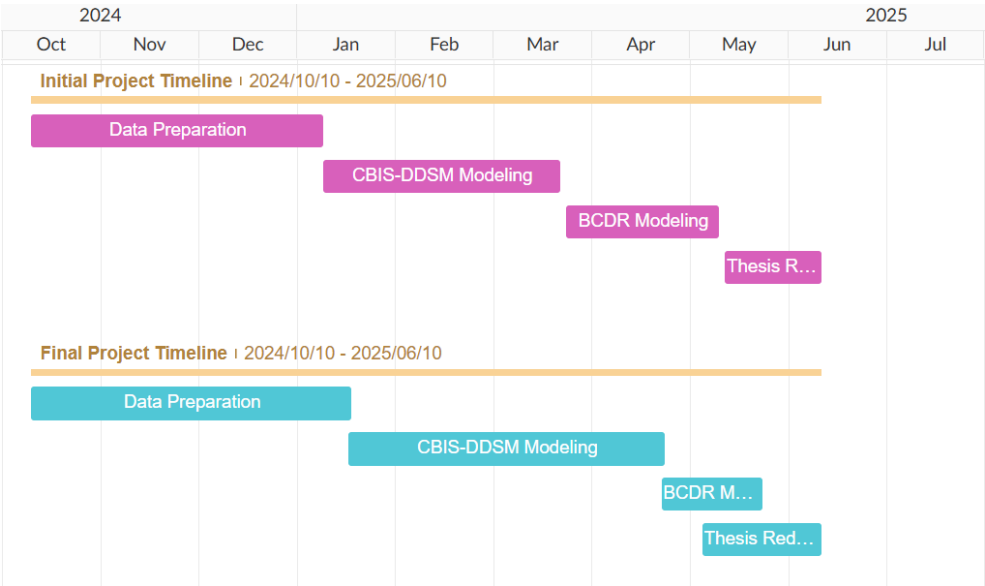 2024 2025
Oct Nov Dec Jan Feb Mar Apr May Jun Jul
Initial Project Timeline 2024/10/10 - 2025/06/10
Data Preparation
CBIS-DDSM Modeling
BCDR Modeling
Thesis R...
Final Project Timeline 2024/10/10 - 2025/06/10
Data Preparation
CBIS-DDSM Modeling
BCDR M...
Thesis Red...